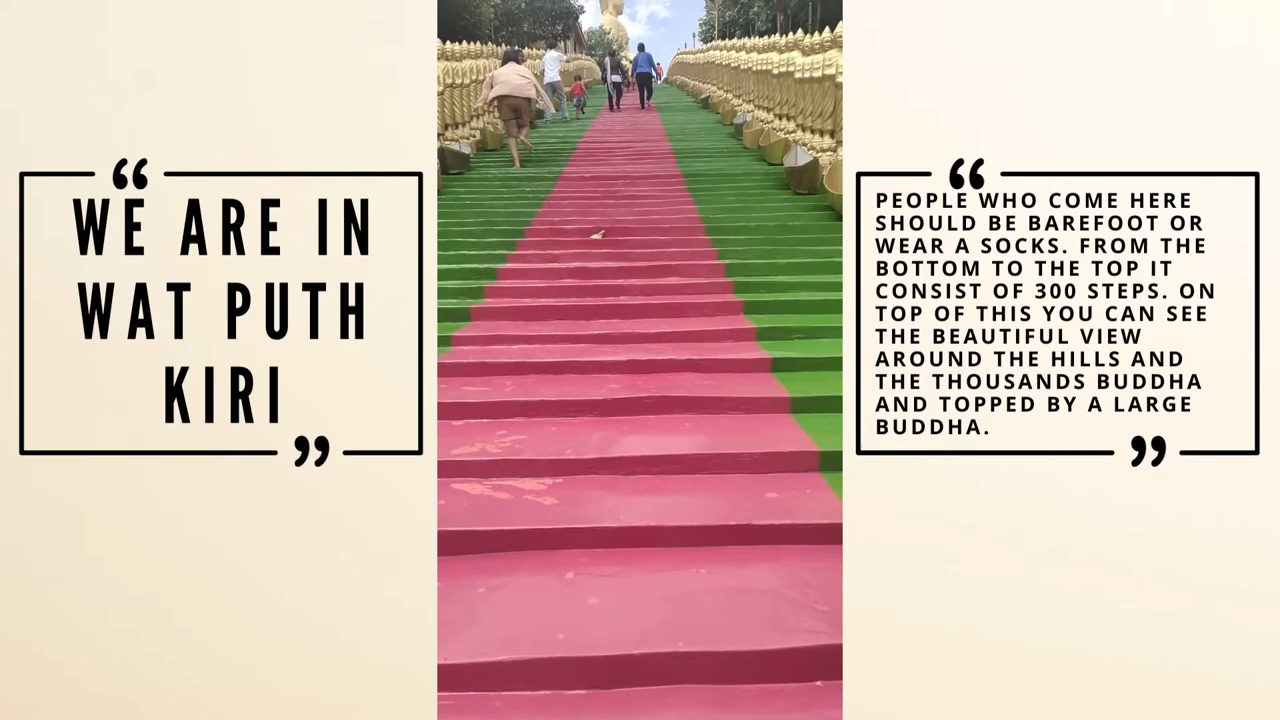 WE ARE IN
WAT PUTH
KIRI
PEOPLE WHO COME HERE
SHOULD BE BAREFOOT OR
WEAR A SOCKS. FROM THE
BOTTOM TO THE TOP IT
CONSIST OF 300 STEPS. ON
TOP OF THIS YOU CAN SEE
THE BEAUTIFUL VIEW
AROUND THE HILLS AND
THE THOUSANDS BUDDHA
AND TOPPED BY A LARGE
BUDDHA.